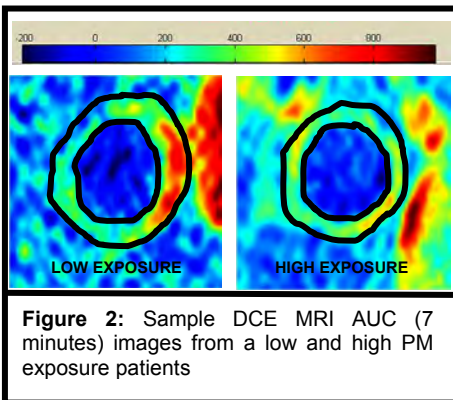 -200 0 200 400 600 800
LOW EXPOSURE HIGH EXPOSURE
Figure 2: Sample DCE MRI AUC (7
minutes) images from a low and high PM
exposure patients